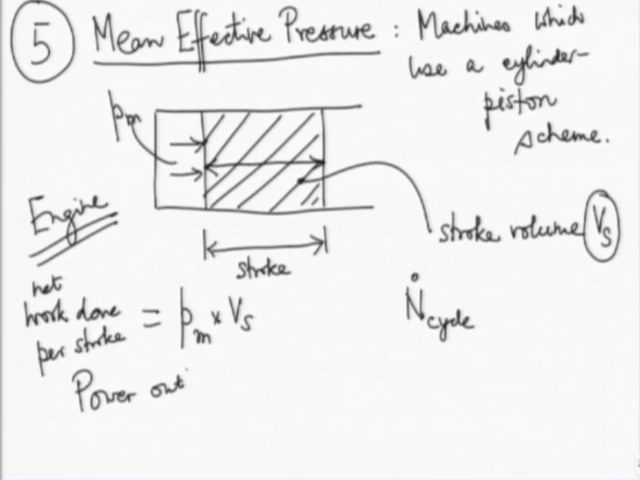 5 Mean Effective Pressure : Machines which
use a cylinder-
piston
scheme.
pm
Engine
stroke
stroke volume Vs
net
work done
per stroke = pm × Vs
Ṅcycle
Power out